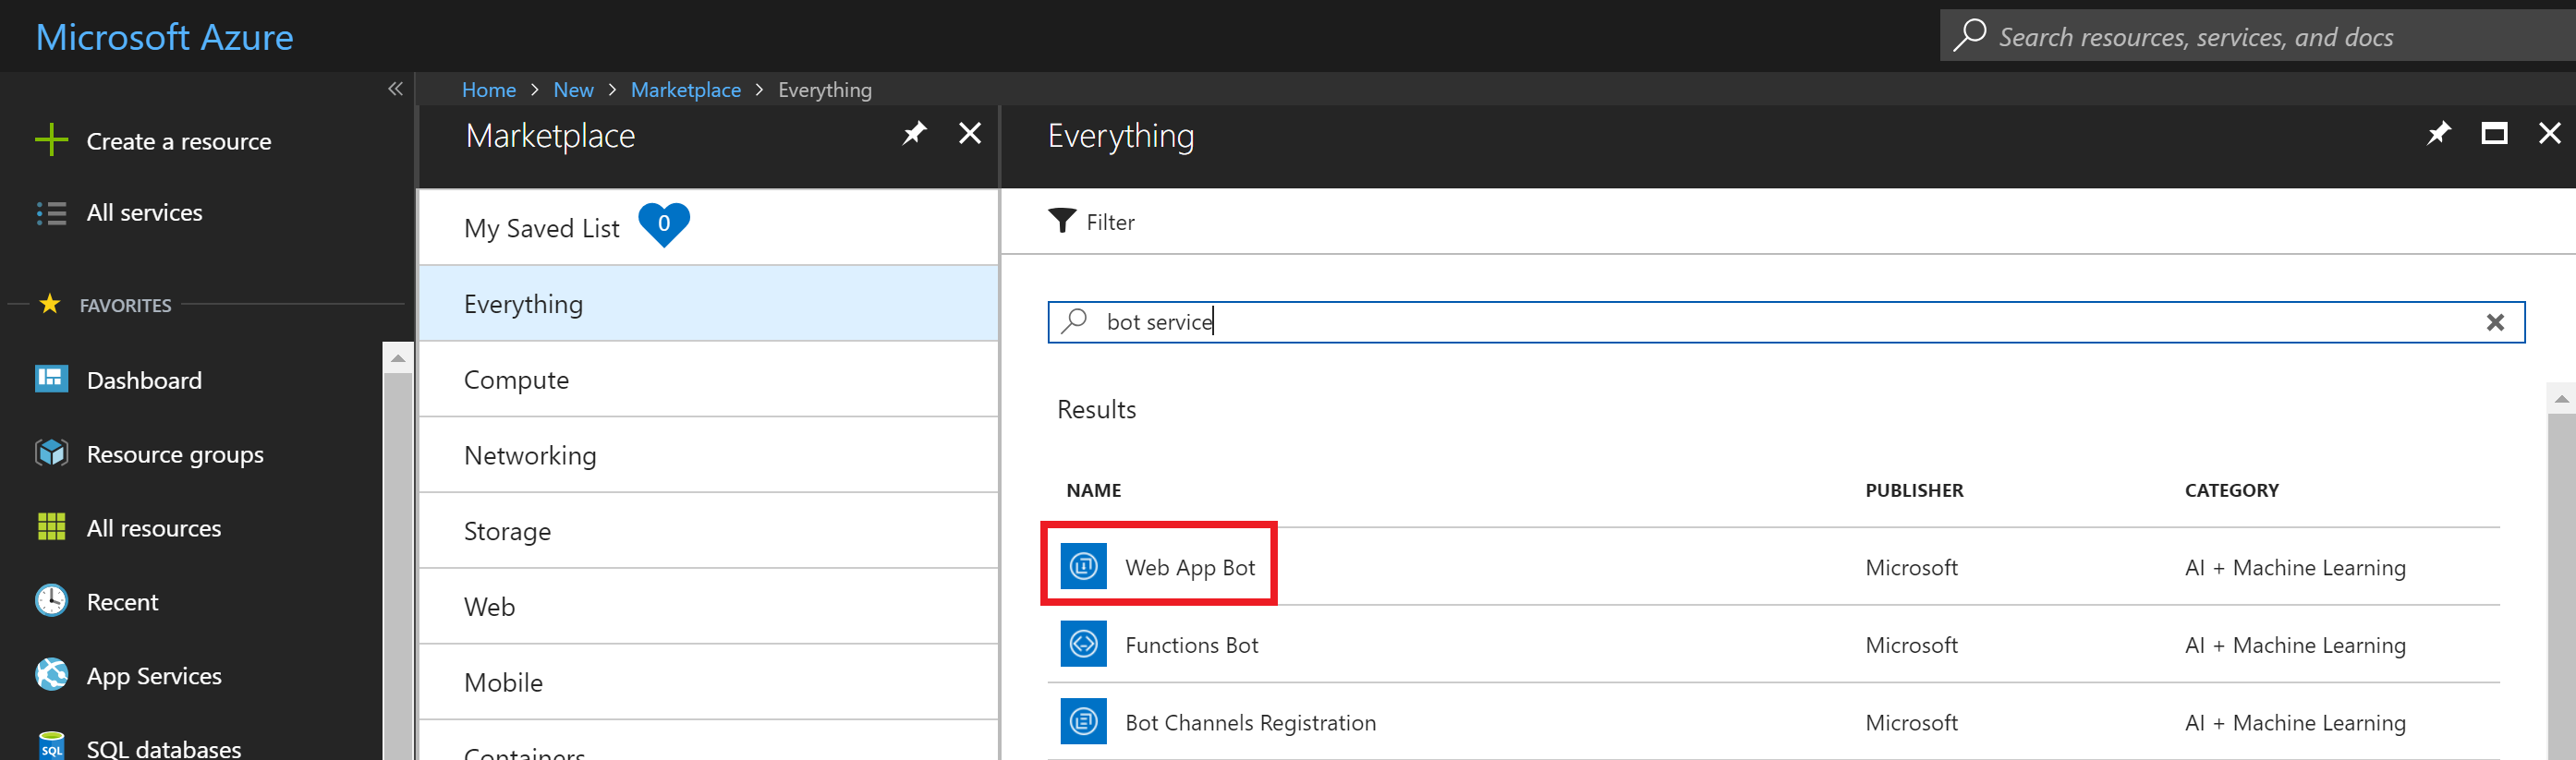 Microsoft Azure
Search resources, services, and docs
Home > New > Marketplace > Everything
Create a resource
All services
FAVORITES
Dashboard
Resource groups
All resources
Recent
App Services
SQL
SQL databases
Marketplace
My Saved List 0
Everything
Compute
Networking
Storage
Web
Mobile
Containers
Everything
Filter
bot service
Results
NAME PUBLISHER CATEGORY
Web App Bot Microsoft AI + Machine Learning
Functions Bot Microsoft AI + Machine Learning
Bot Channels Registration Microsoft AI + Machine Learning